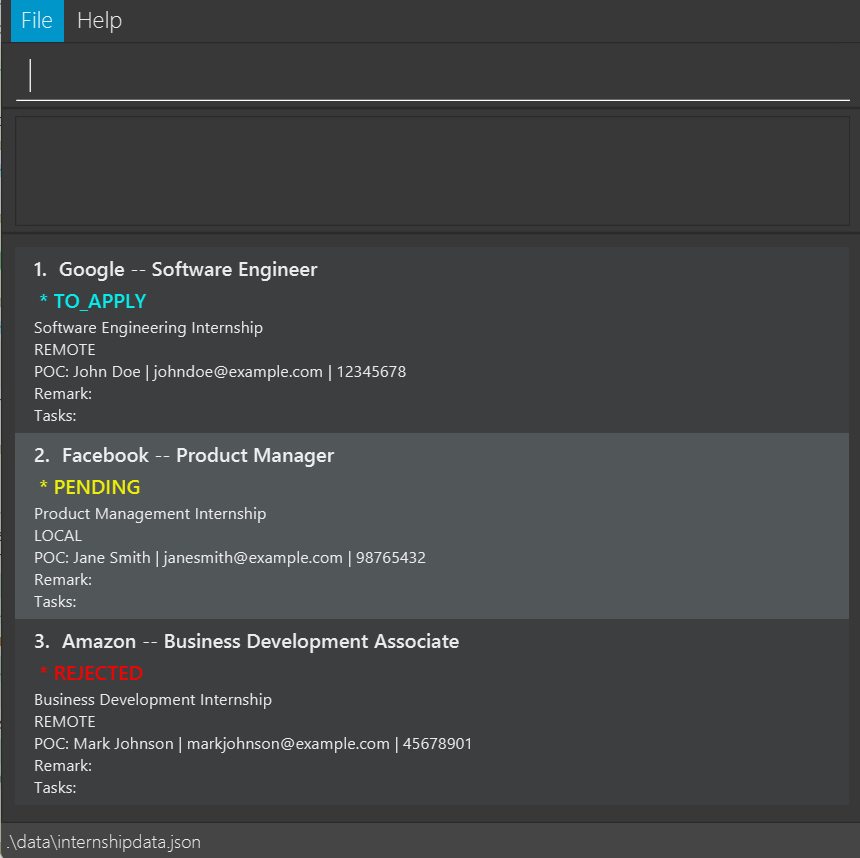 File Help
1. Google -- Software Engineer
* TO_APPLY
Software Engineering Internship
REMOTE
POC: John Doe | johndoe@example.com | 12345678
Remark:
Tasks:
2. Facebook -- Product Manager
* PENDING
Product Management Internship
LOCAL
POC: Jane Smith | janesmith@example.com | 98765432
Remark:
Tasks:
3. Amazon -- Business Development Associate
* REJECTED
Business Development Internship
REMOTE
POC: Mark Johnson | markjohnson@example.com | 45678901
Remark:
Tasks:
.\data\internshipdata.json